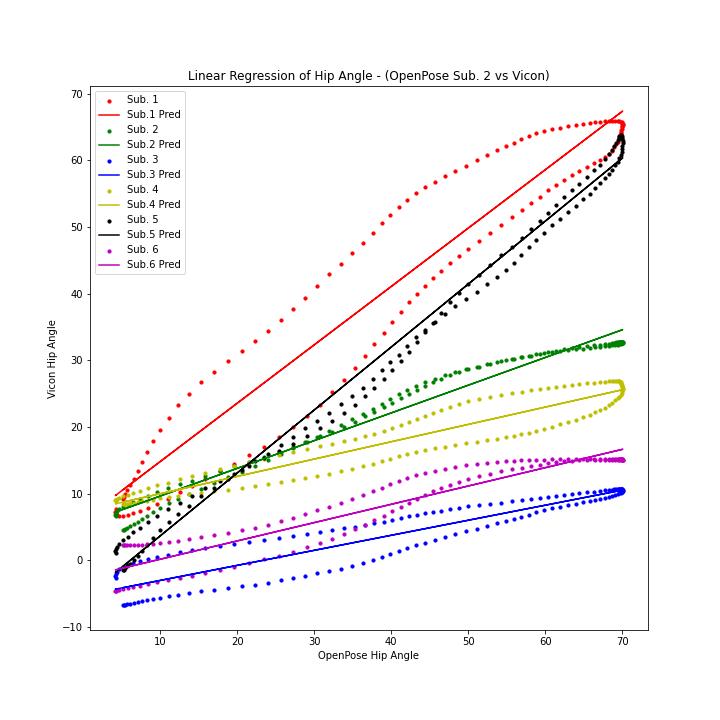 Linear Regression of Hip Angle - (OpenPose Sub. 2 vs Vicon)
Sub. 1
Sub.1 Pred
Sub. 2
Sub.2 Pred
Sub. 3
Sub.3 Pred
Sub. 4
Sub.4 Pred
Sub. 5
Sub.5 Pred
Sub. 6
Sub.6 Pred
Vicon Hip Angle
70
60
50
40
30
20
10
0
−10
10 20 30 40 50 60 70
OpenPose Hip Angle